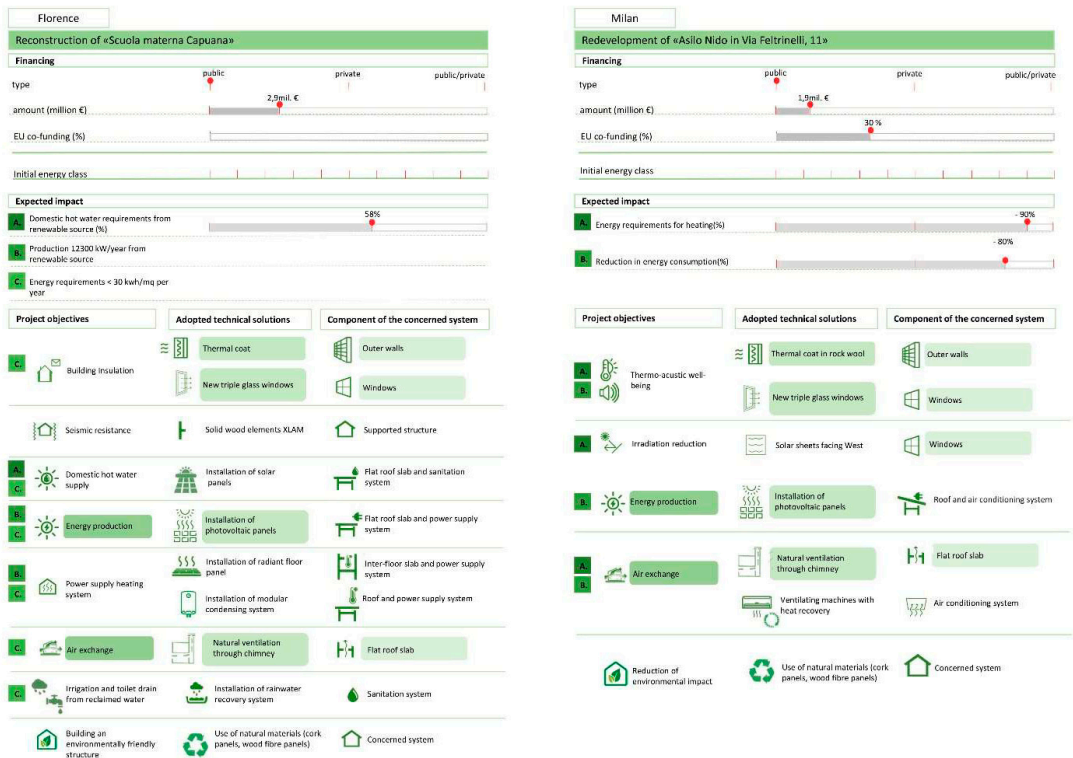 Florence
Reconstruction of «Scuola materna Capuana»
Financing
public
private
public/private
type
2,9mil. €
amount (million €)
EU co-funding (%)
Initial energy class
Expected impact
58%
A. Domestic hot water requirements from
renewable source (%)
B. Production 12300 kW/year from
renewable source
C. Energy requirements < 30 kwh/mq per
year
Project objectives
Adopted technical solutions
Component of the concerned system
C.
Building Insulation
Thermal coat
Outer walls
New triple glass windows
Windows
Seismic resistance
Solid wood elements XLAM
Supported structure
A.
C.
Domestic hot water
supply
Installation of solar
panels
Flat roof slab and sanitation
system
B.
C.
Energy production
Installation of
photovoltaic panels
Flat roof slab and power supply
system
B.
C.
Power supply heating
system
Installation of radiant floor
panel
Inter-floor slab and power supply
system
Installation of modular
condensing system
Roof and power supply system
C.
Air exchange
Natural ventilation
through chimney
Flat roof slab
C.
Irrigation and toilet drain
from reclaimed water
Installation of rainwater
recovery system
Sanitation system
Building an
environmentally friendly
structure
Use of natural materials (cork
panels, wood fibre panels)
Concerned system
Milan
Redevelopment of «Asilo Nido in Via Feltrinelli, 11»
Financing
public
private
public/private
type
1,9mil. €
amount (million €)
30 %
EU co-funding (%)
Initial energy class
Expected impact
- 90%
A. Energy requirements for heating(%)
- 80%
B. Reduction in energy consumption(%)
Project objectives
Adopted technical solutions
Component of the concerned system
A.
B.
Thermo-acustic well-
being
Thermal coat in rock wool
Outer walls
New triple glass windows
Windows
A.
Irradiation reduction
Solar sheets facing West
Windows
B.
Energy production
Installation of
photovoltaic panels
Roof and air conditioning system
A.
B.
Air exchange
Natural ventilation
through chimney
Flat roof slab
Ventilating machines with
heat recovery
Air conditioning system
Reduction of
environmental impact
Use of natural materials (cork
panels, wood fibre panels)
Concerned system